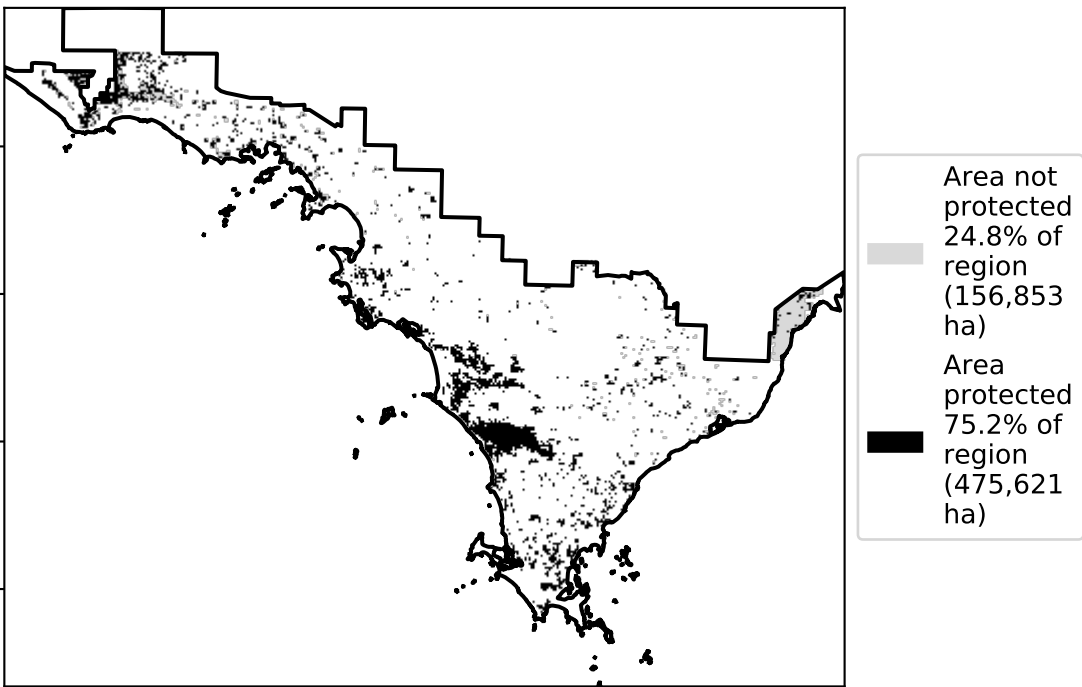 Area not
protected
24.8% of
region
(156,853
ha)
Area
protected
75.2% of
region
(475,621
ha)